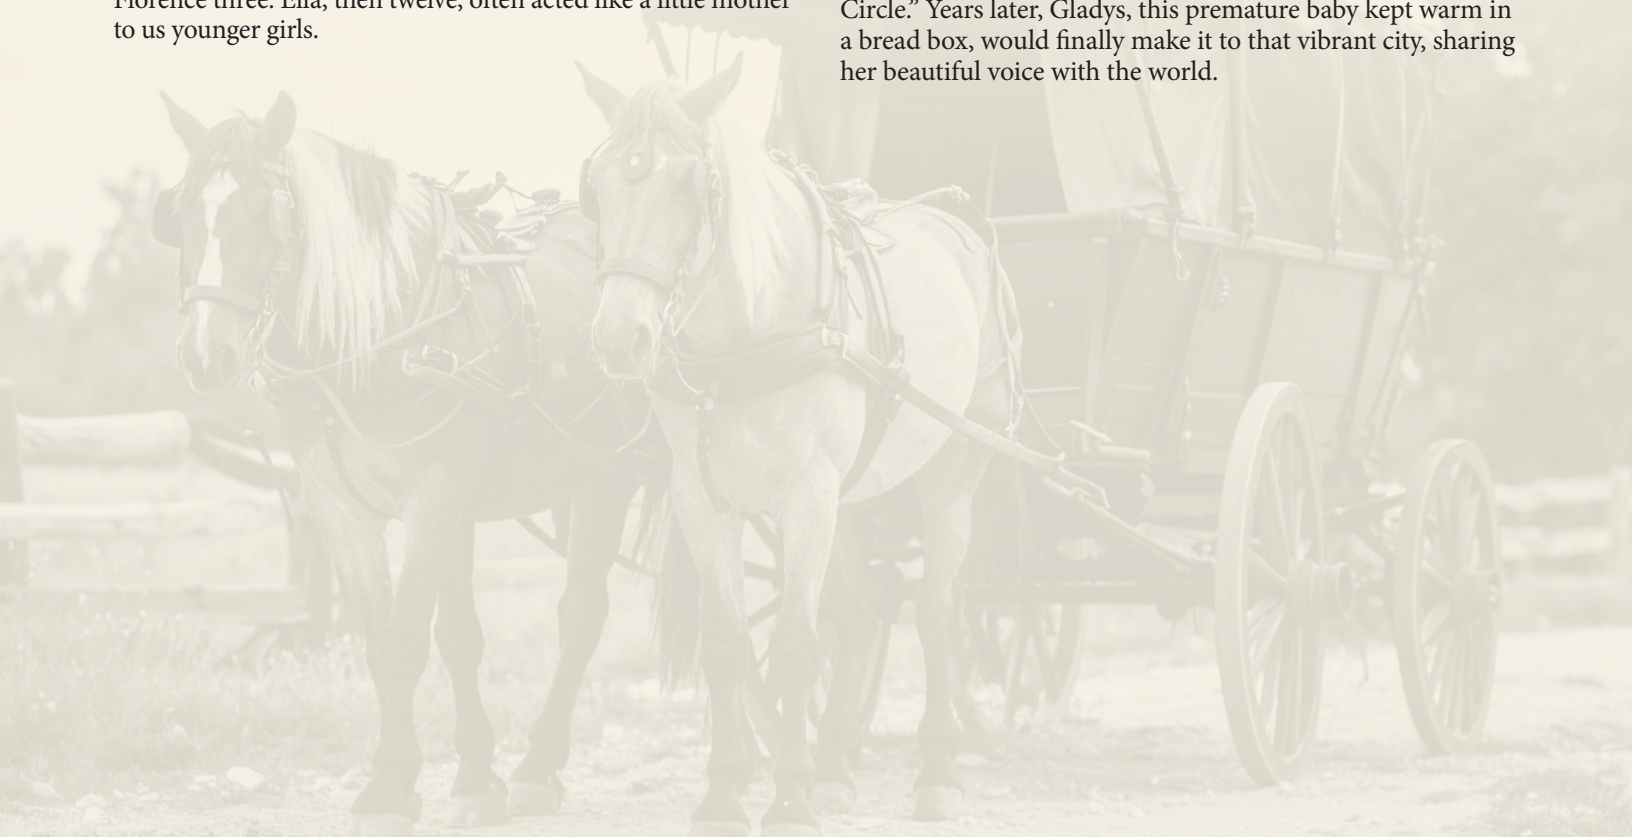 Florence three. Ella, then twelve, often acted like a little mother
to us younger girls.
Circle.” Years later, Gladys, this premature baby kept warm in
a bread box, would finally make it to that vibrant city, sharing
her beautiful voice with the world.